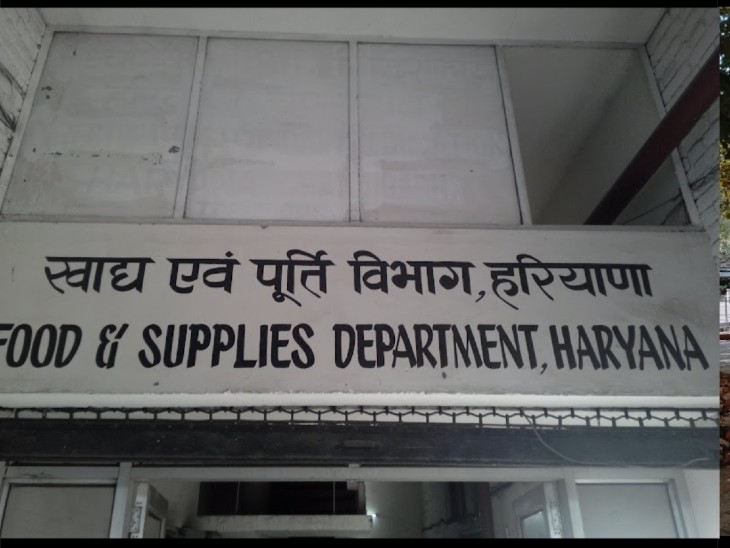 खाद्य एवं पूर्ति विभाग, हरियाणा
FOOD & SUPPLIES DEPARTMENT, HARYANA